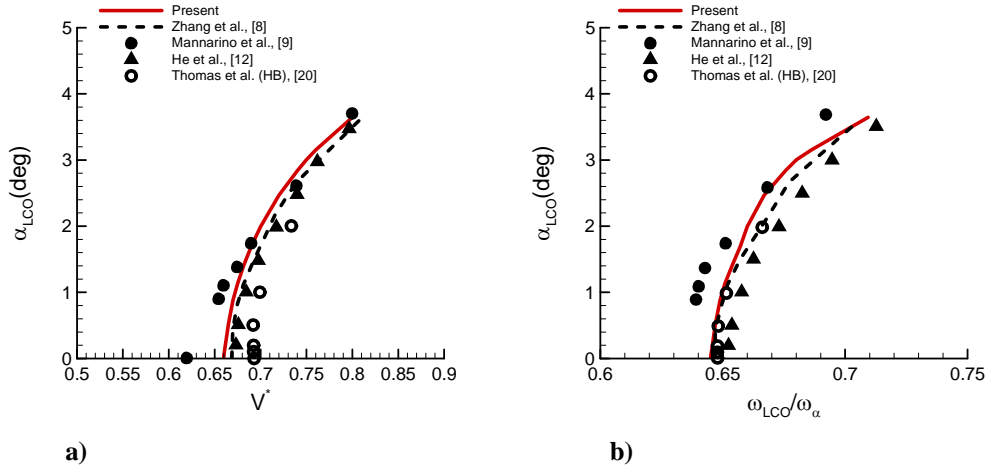 Present
Zhang et al., [8]
Mannarino et al., [9]
He et al., [12]
Thomas et al. (HB), [20]
5
4
3
2
1
0
α_LCO(deg)
0.5 0.55 0.6 0.65 0.7 0.75 0.8 0.85 0.9
V*
a)
Present
Zhang et al., [8]
Mannarino et al., [9]
He et al., [12]
Thomas et al. (HB), [20]
5
4
3
2
1
0
α_LCO(deg)
0.6 0.65 0.7 0.75
ω_LCO/ω_α
b)